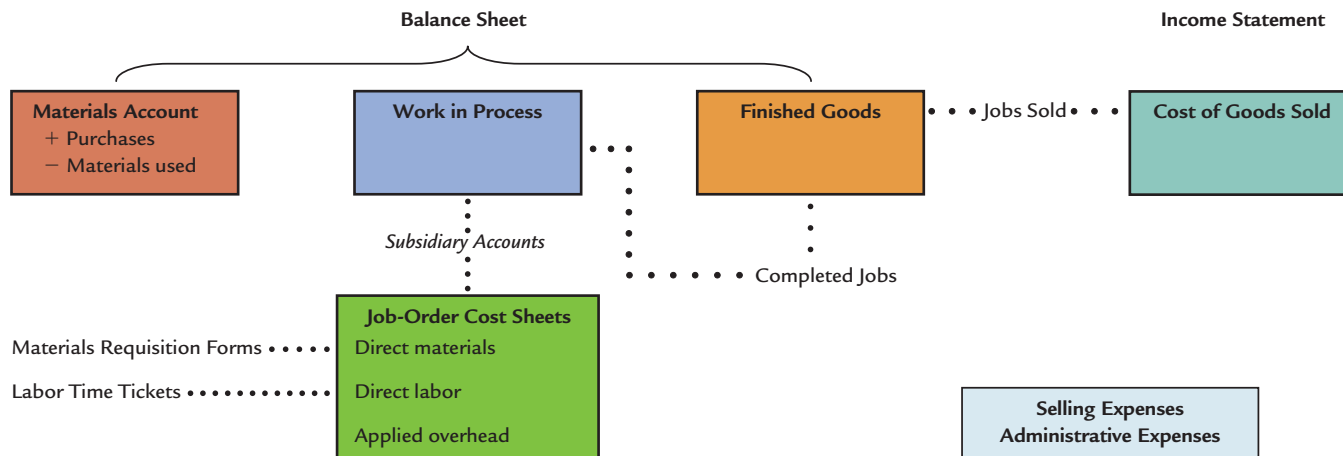 Balance Sheet
Income Statement
Materials Account
+ Purchases
− Materials used
Work in Process
Finished Goods
Jobs Sold
Cost of Goods Sold
Subsidiary Accounts
Completed Jobs
Job-Order Cost Sheets
Materials Requisition Forms
Direct materials
Labor Time Tickets
Direct labor
Applied overhead
Selling Expenses
Administrative Expenses